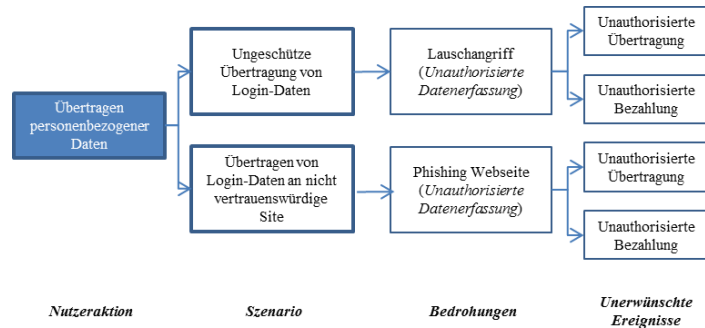 Übertragen
personenbezogener
Daten
Ungeschütze
Übertragung von
Login-Daten
Übertragen von
Login-Daten an nicht
vertrauenswürdige
Site
Lauschangriff
(Unauthorisierte
Datenerfassung)
Phishing Webseite
(Unauthorisierte
Datenerfassung)
Unauthorisierte
Übertragung
Unauthorisierte
Bezahlung
Unauthorisierte
Übertragung
Unauthorisierte
Bezahlung
Nutzeraktion
Szenario
Bedrohungen
Unerwünschte
Ereignisse